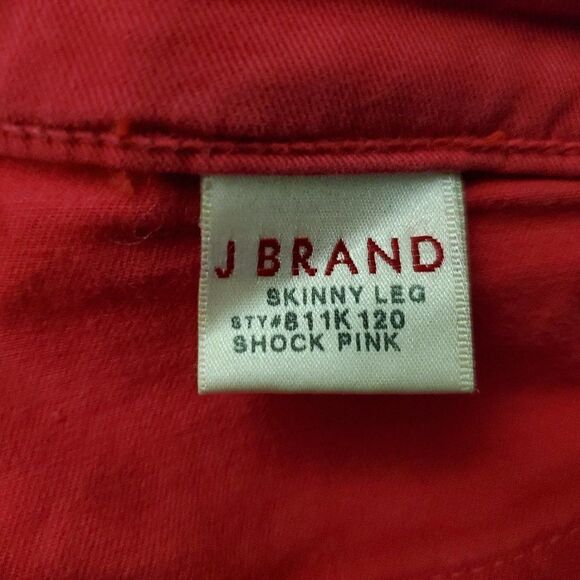 J BRAND
SKINNY LEG
STY#811K120
SHOCK PINK